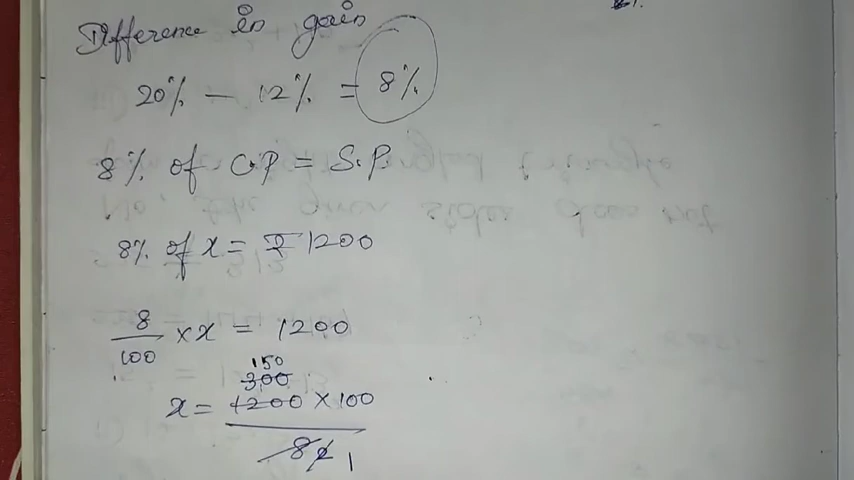 Difference in gain
20% - 12% = 8%
8% of C.P = S.P.
8% of x = ₹ 1200
8/100 × x = 1200
150
300
x = 1200 × 100
8 2 1